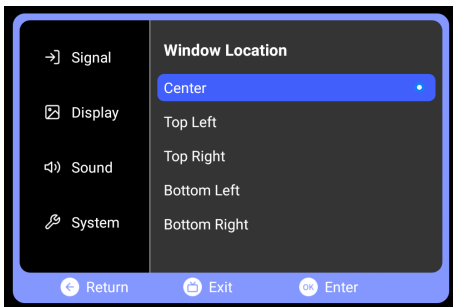 Signal
Display
Sound
System
Window Location
Center
Top Left
Top Right
Bottom Left
Bottom Right
Return
Exit
OK Enter